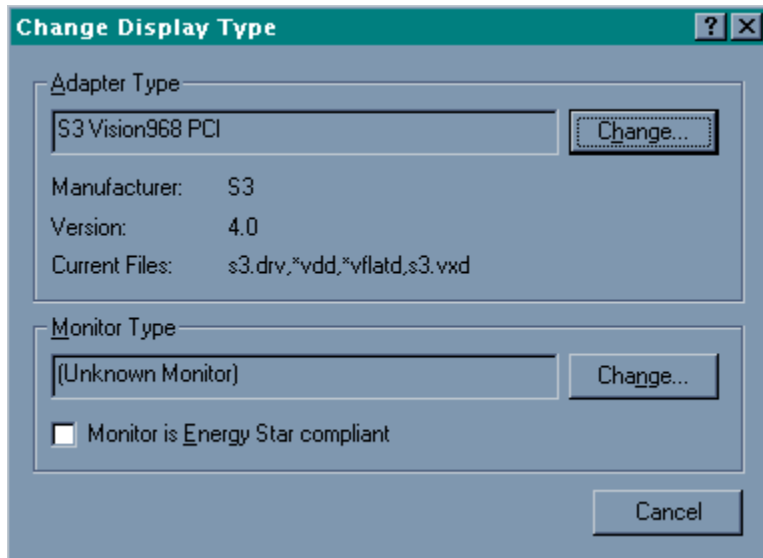 Change Display Type
Adapter Type
S3 Vision968 PCI
Change...
Manufacturer: S3
Version: 4.0
Current Files: s3.drv,*vdd,*vflatd,s3.vxd
Monitor Type
(Unknown Monitor)
Change...
Monitor is Energy Star compliant
Cancel